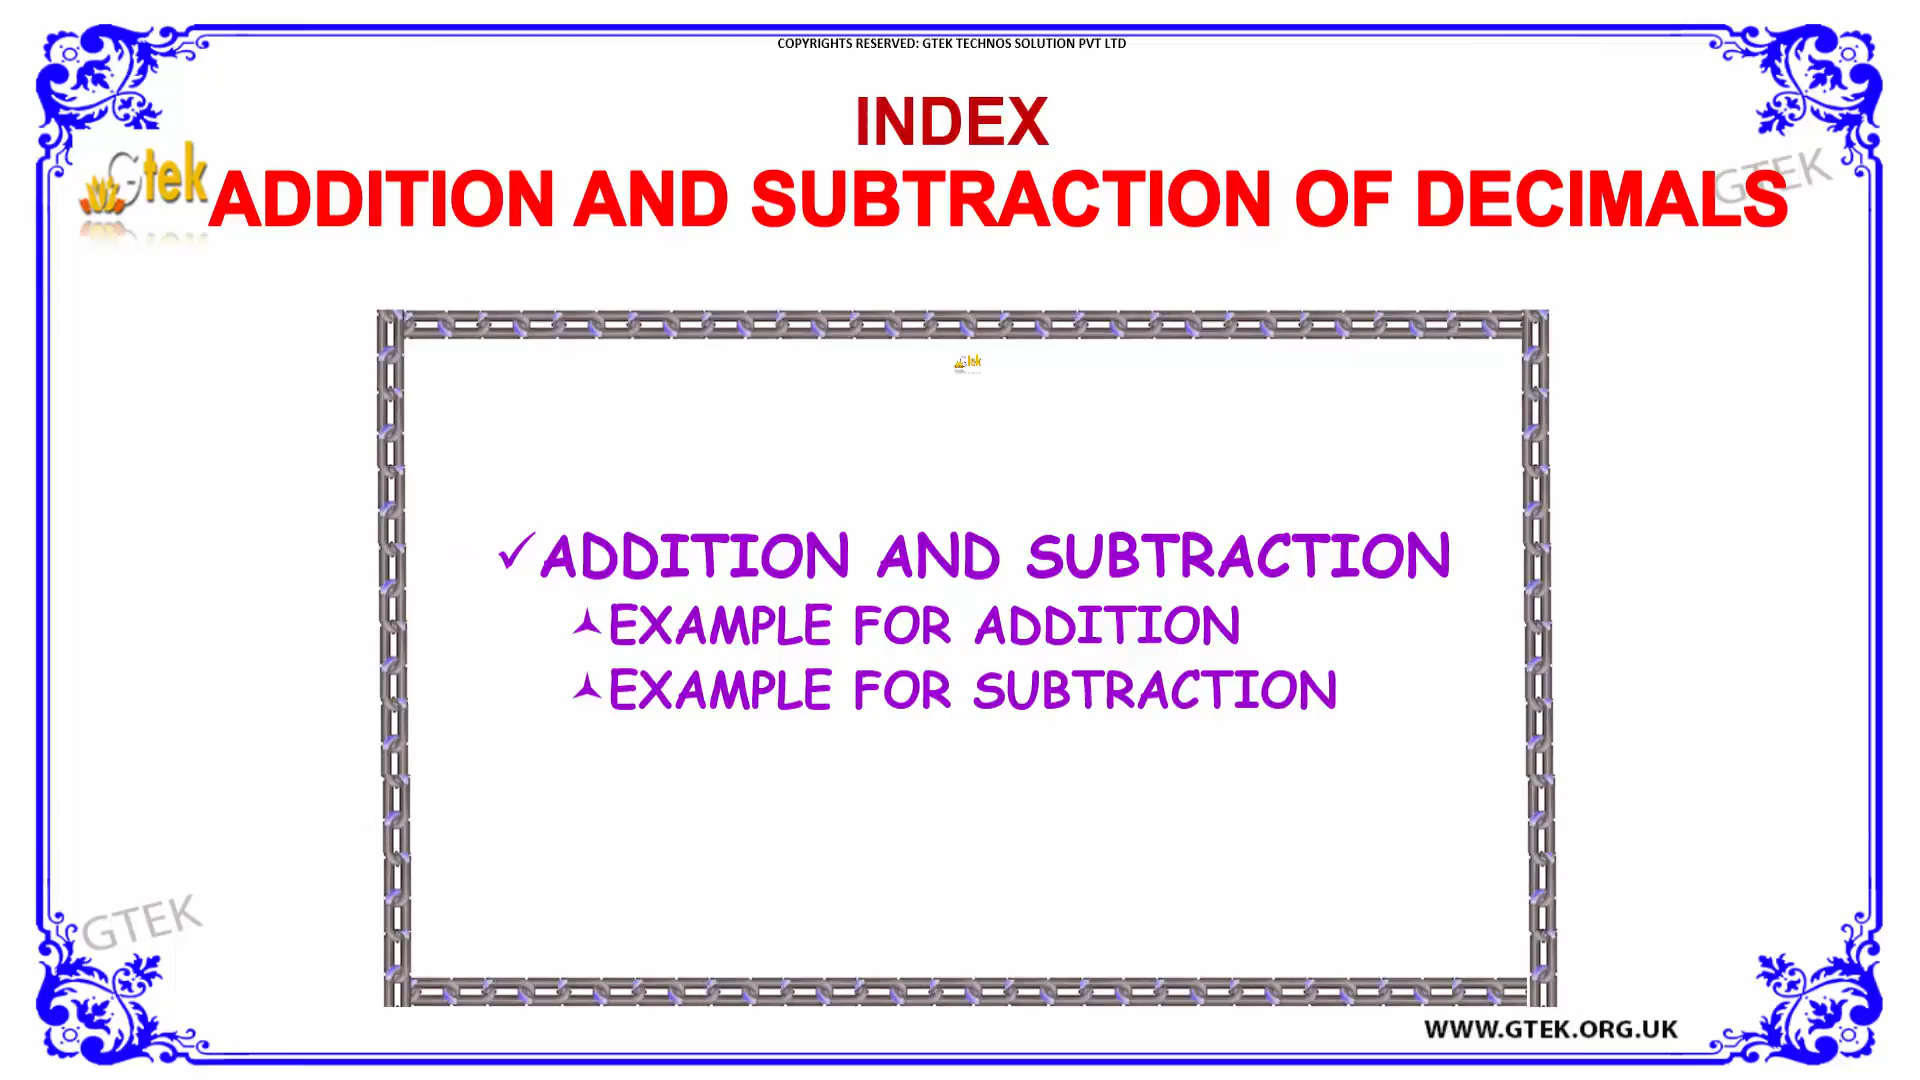 COPYRIGHTS RESERVED: GTEK TECHNOS SOLUTION PVT LTD
INDEX
Gtek
ADDITION AND SUBTRACTION OF DECIMALS
GTEK
Gtek
✓ADDITION AND SUBTRACTION
EXAMPLE FOR ADDITION
EXAMPLE FOR SUBTRACTION
GTEK
WWW.GTEK.ORG.UK